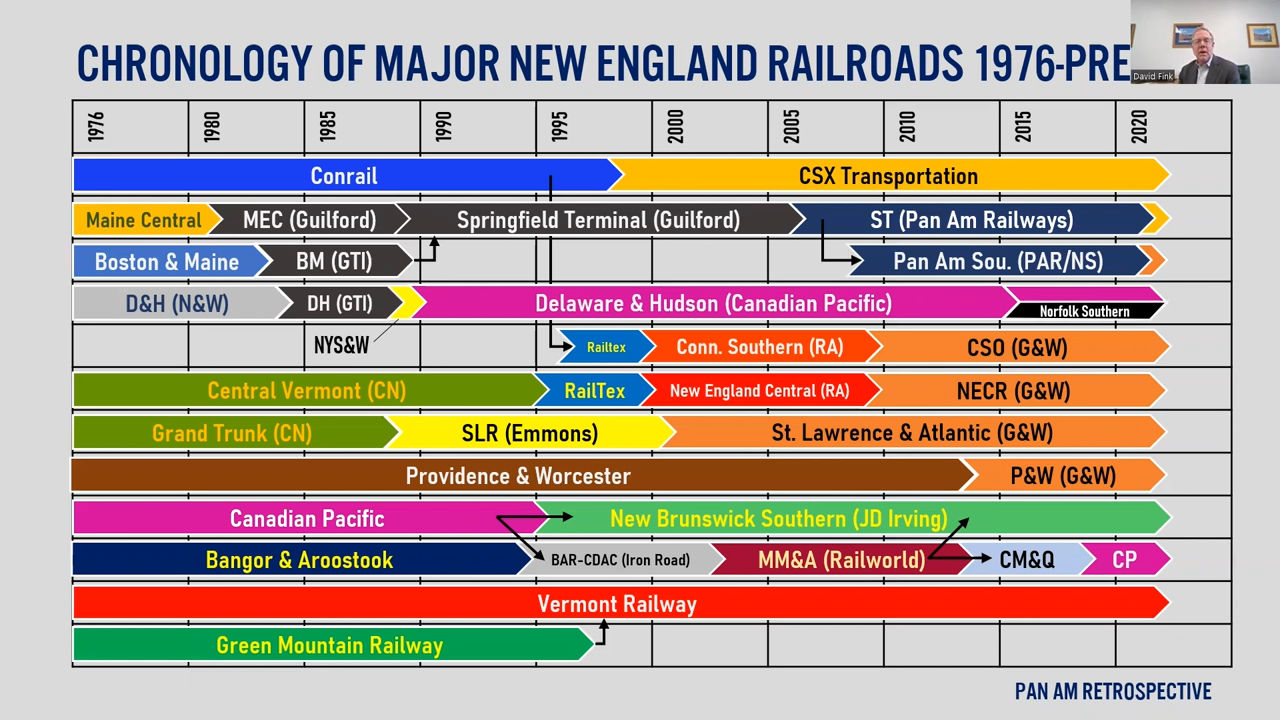 CHRONOLOGY OF MAJOR NEW ENGLAND RAILROADS 1976-PRE
David Fink
1976 1980 1985 1990 1995 2000 2005 2010 2015 2020
Conrail CSX Transportation
Maine Central MEC (Guilford) Springfield Terminal (Guilford) ST (Pan Am Railways)
Boston & Maine BM (GTI) Pan Am Sou. (PAR/NS)
D&H (N&W) DH (GTI) Delaware & Hudson (Canadian Pacific) Norfolk Southern
NYS&W Railtex Conn. Southern (RA) CSO (G&W)
Central Vermont (CN) RailTex New England Central (RA) NECR (G&W)
Grand Trunk (CN) SLR (Emmons) St. Lawrence & Atlantic (G&W)
Providence & Worcester P&W (G&W)
Canadian Pacific New Brunswick Southern (JD Irving)
Bangor & Aroostook BAR-CDAC (Iron Road) MM&A (Railworld) CM&Q CP
Vermont Railway
Green Mountain Railway
PAN AM RETROSPECTIVE